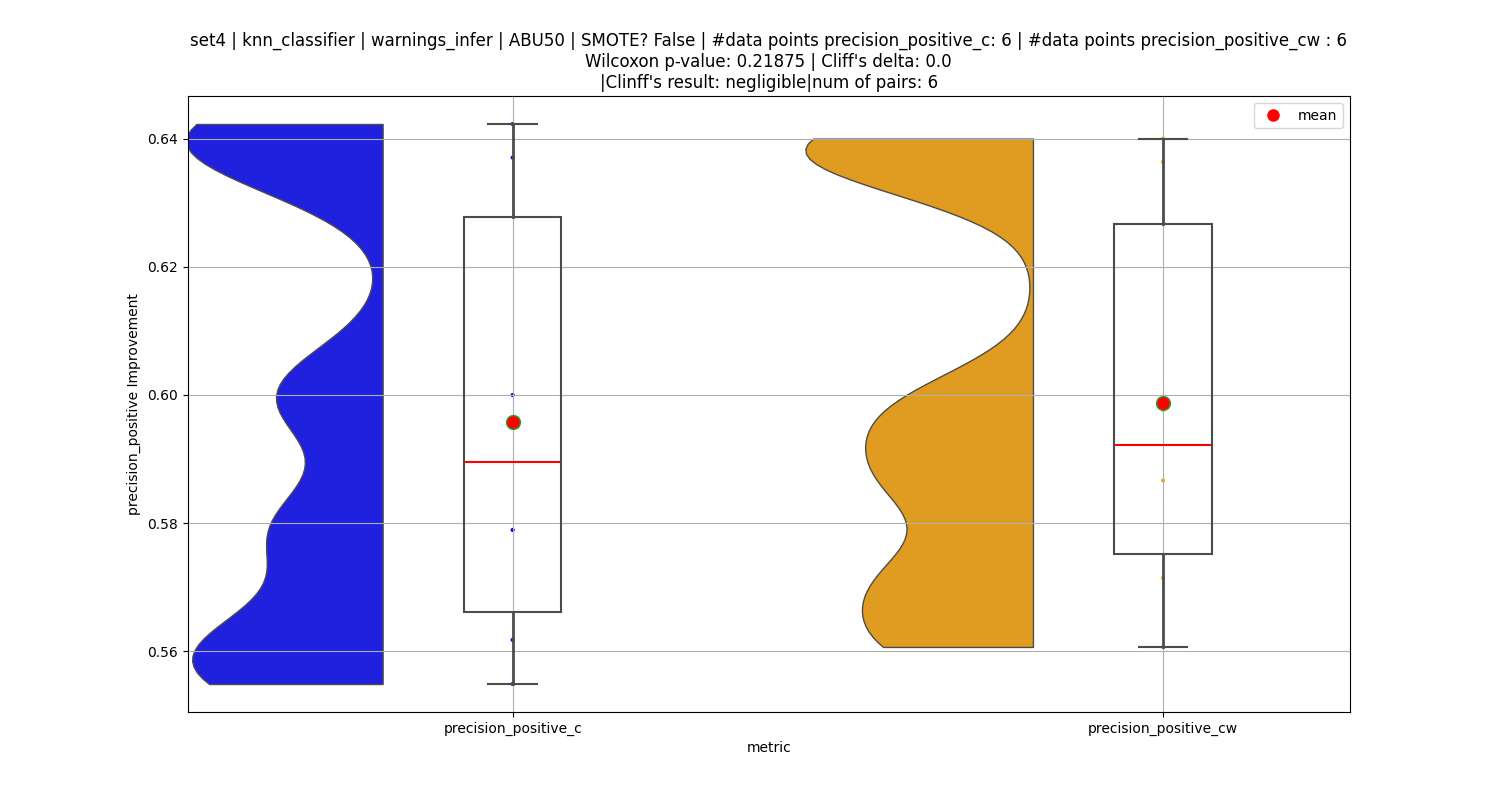 set4 | knn_classifier | warnings_infer | ABU50 | SMOTE? False | #data points precision_positive_c: 6 | #data points precision_positive_cw : 6
Wilcoxon p-value: 0.21875 | Cliff's delta: 0.0
|Clinff's result: negligible|num of pairs: 6
mean
0.64
0.62
0.60
0.58
0.56
precision_positive Improvement
precision_positive_c
precision_positive_cw
metric